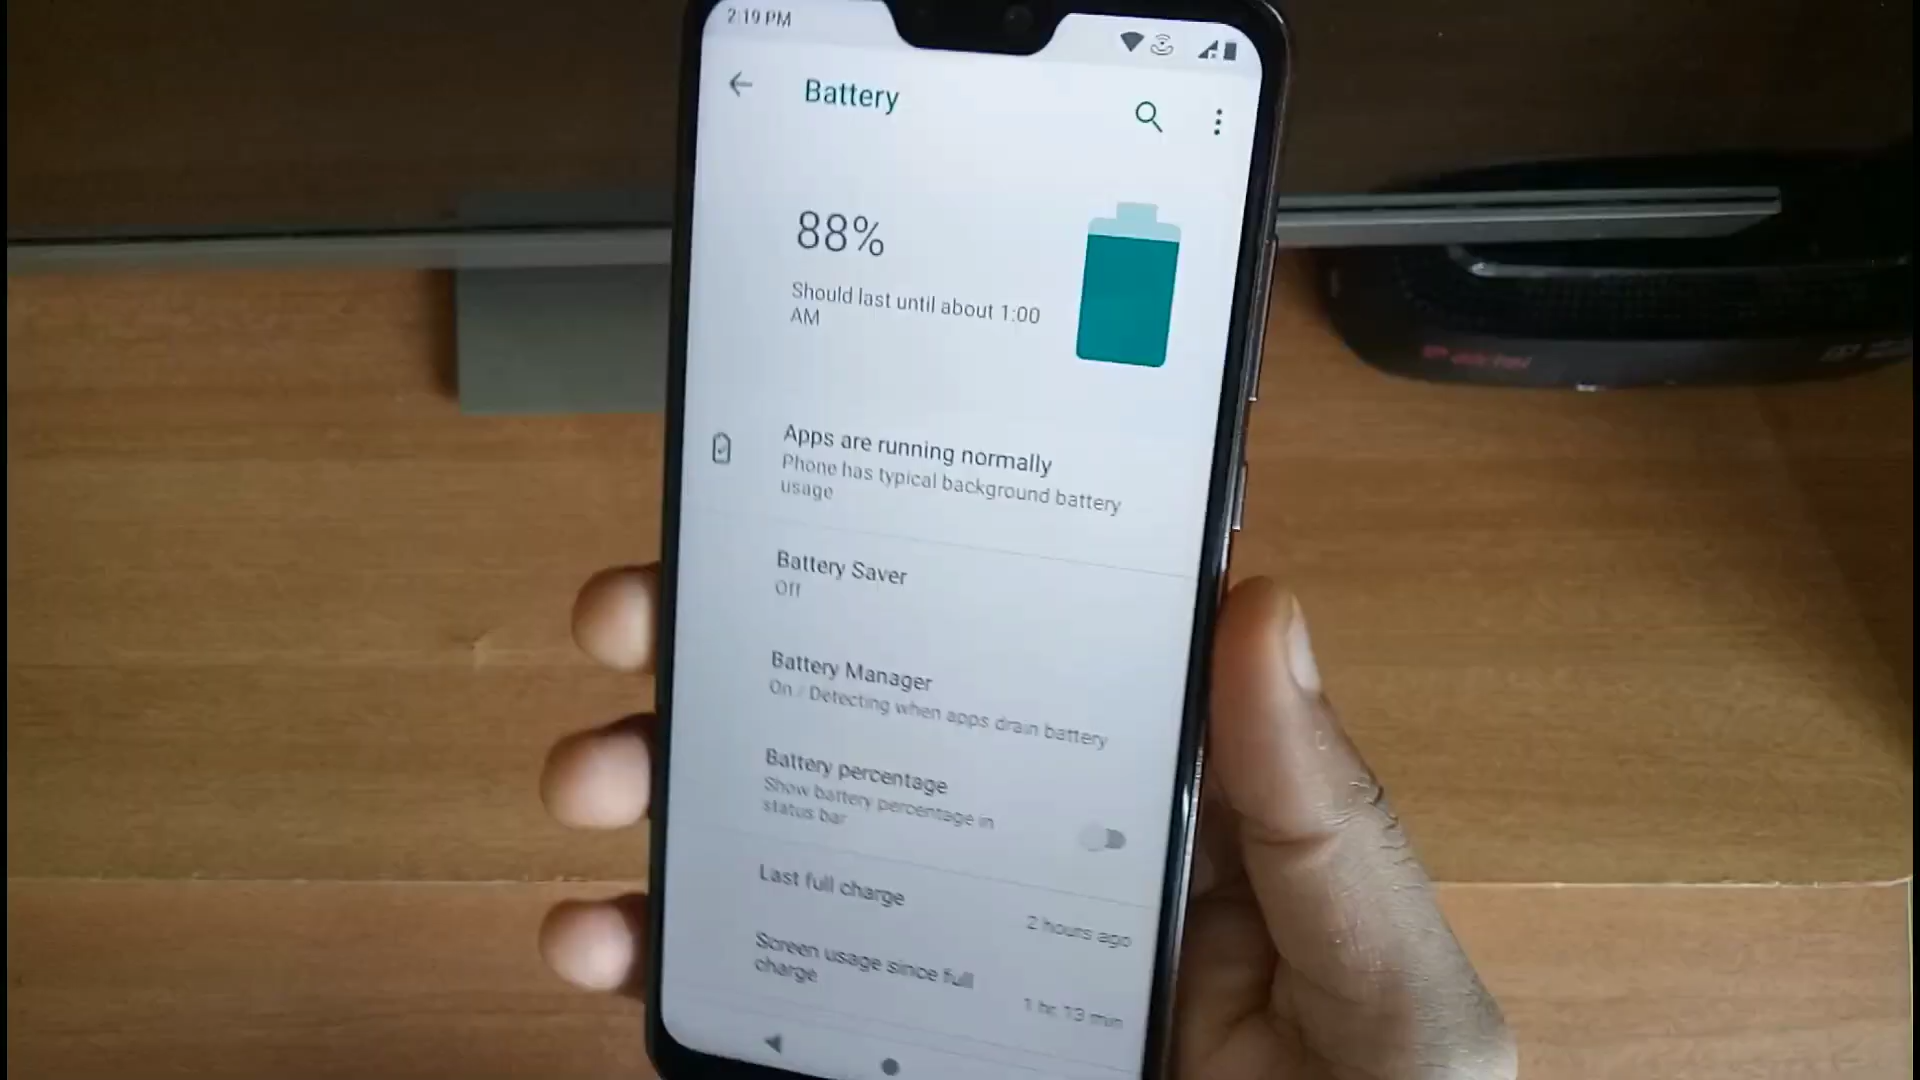 2:19 PM
Battery
88%
Should last until about 1:00
AM
Apps are running normally
Phone has typical background battery
usage
Battery Saver
Off
Battery Manager
On / Detecting when apps drain battery
Battery percentage
Show battery percentage in
status bar
Last full charge
2 hours ago
Screen usage since full
charge
1 hr 13 min
airtel